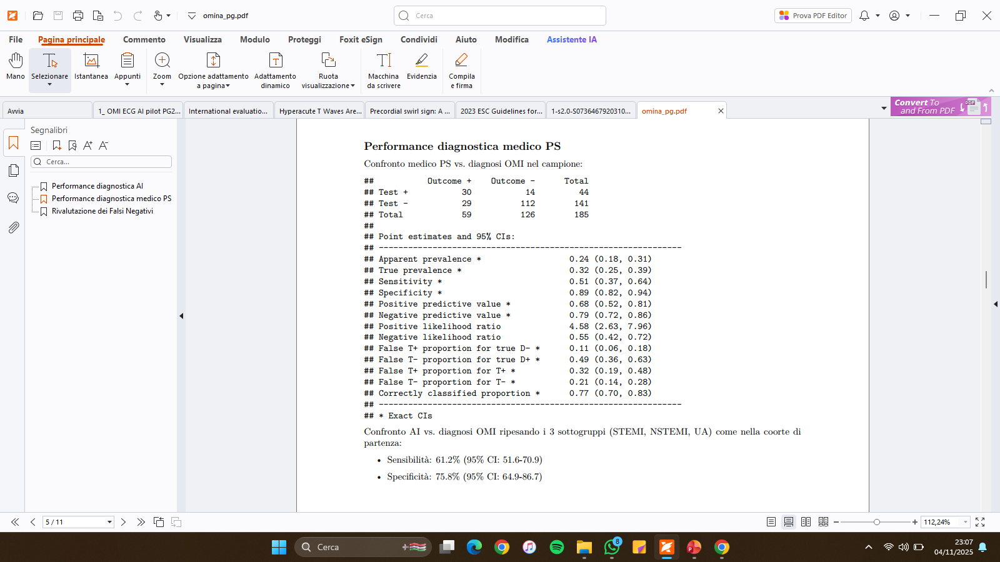 omina_pg.pdf
Cerca
Prova PDF Editor
File Pagina principale Commento Visualizza Modulo Proteggi Foxit eSign Condividi Aiuto Modifica Assistente IA
Mano
Selezionare
Istantanea
Appunti
Zoom
Opzione adattamento
a pagina
Adattamento
dinamico
Ruota
visualizzazione
Macchina
da scrivere
Evidenzia
Compila
e firma
Avvia
1_ OMI ECG AI pilot PG2...
International evaluatio...
Hyperacute T Waves Are...
Precordial swirl sign: A ...
2023 ESC Guidelines for...
1-s2.0-S0736467920310...
omina_pg.pdf
Convert To
and From PDF
PDF
Segnalibri
Cerca...
Performance diagnostica AI
Performance diagnostica medico PS
Rivalutazione dei Falsi Negativi
Performance diagnostica medico PS
Confronto medico PS vs. diagnosi OMI nel campione:
## Outcome + Outcome - Total
## Test + 30 14 44
## Test - 29 112 141
## Total 59 126 185
##
## Point estimates and 95% CIs:
## --------------------------------------------------------------
## Apparent prevalence * 0.24 (0.18, 0.31)
## True prevalence * 0.32 (0.25, 0.39)
## Sensitivity * 0.51 (0.37, 0.64)
## Specificity * 0.89 (0.82, 0.94)
## Positive predictive value * 0.68 (0.52, 0.81)
## Negative predictive value * 0.79 (0.72, 0.86)
## Positive likelihood ratio 4.58 (2.63, 7.96)
## Negative likelihood ratio 0.55 (0.42, 0.72)
## False T+ proportion for true D- * 0.11 (0.06, 0.18)
## False T- proportion for true D+ * 0.49 (0.36, 0.63)
## False T+ proportion for T+ * 0.32 (0.19, 0.48)
## False T- proportion for T- * 0.21 (0.14, 0.28)
## Correctly classified proportion * 0.77 (0.70, 0.83)
## --------------------------------------------------------------
## * Exact CIs
Confronto AI vs. diagnosi OMI ripesando i 3 sottogruppi (STEMI, NSTEMI, UA) come nella coorte di
partenza:
• Sensibilità: 61.2% (95% CI: 51.6-70.9)
• Specificità: 75.8% (95% CI: 64.9-86.7)
5 / 11
112,24%
Cerca
8
23:07
04/11/2025